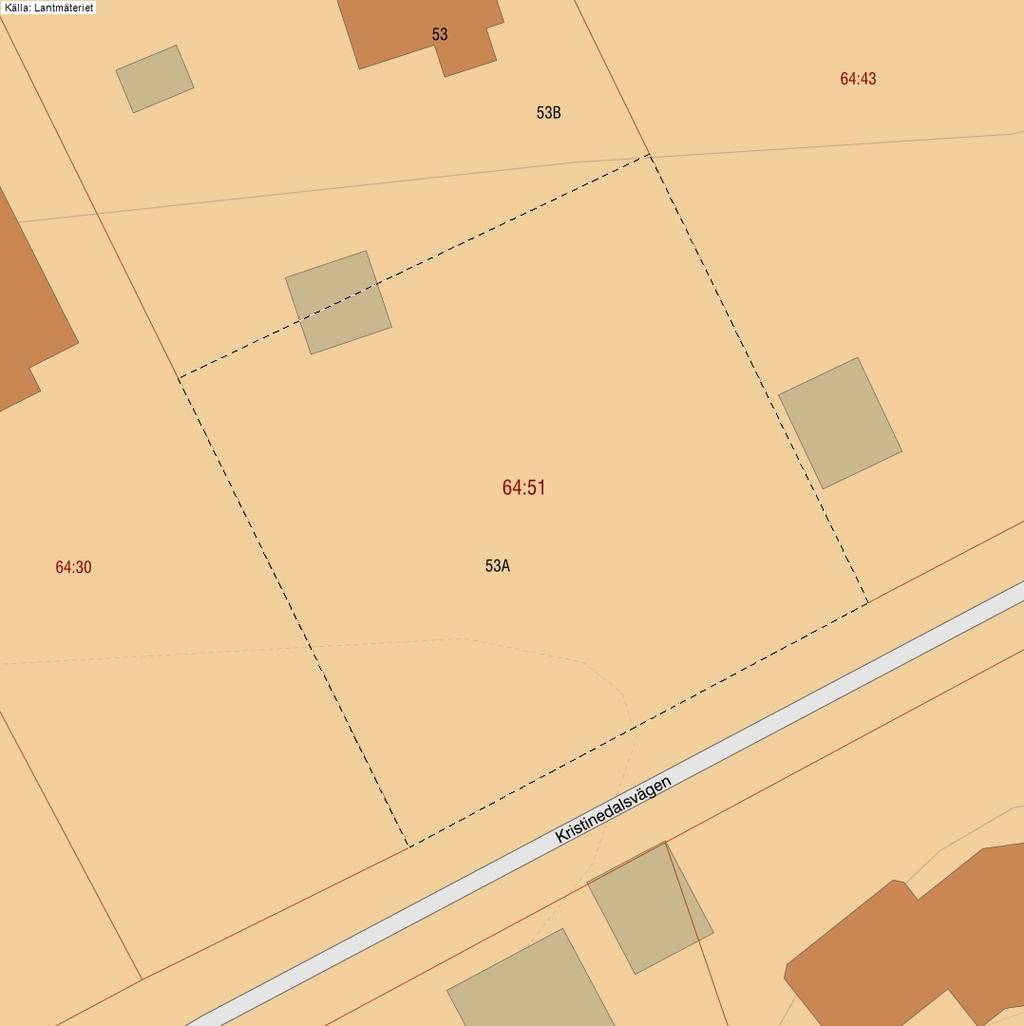 Källa: Lantmäteriet
53
64:43
53B
64:51
53A
64:30
Kristinedalsvägen